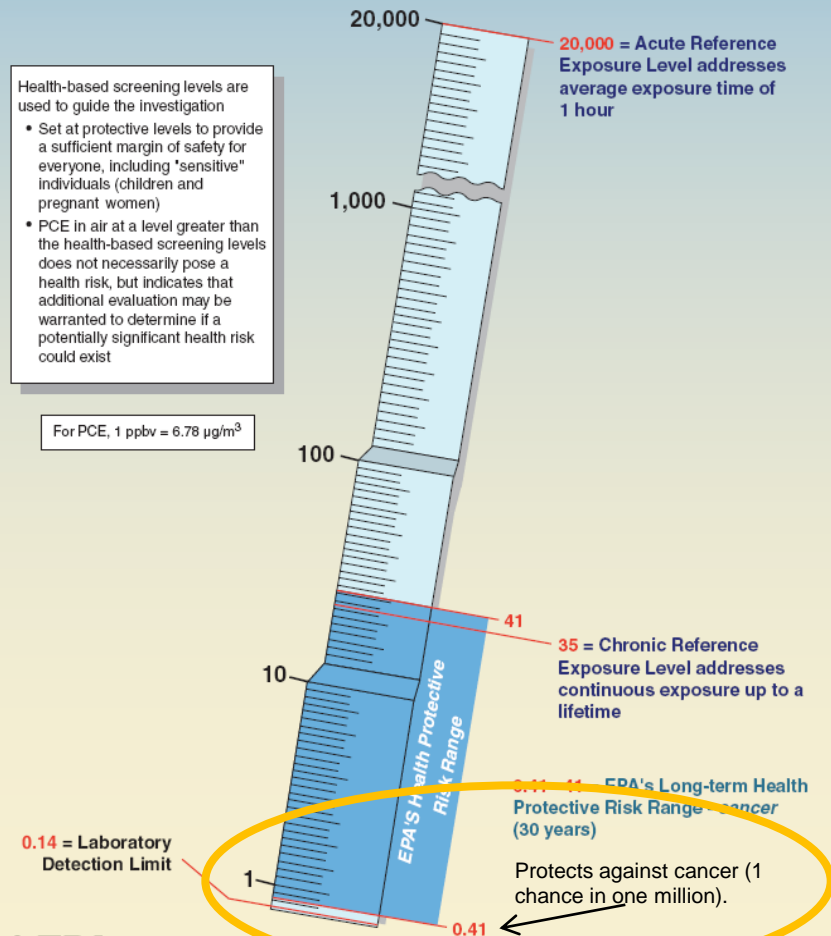 20,000
20,000 = Acute Reference
Exposure Level addresses
average exposure time of
1 hour
Health-based screening levels are
used to guide the investigation
• Set at protective levels to provide
a sufficient margin of safety for
everyone, including "sensitive"
individuals (children and
pregnant women)
• PCE in air at a level greater than
the health-based screening levels
does not necessarily pose a
health risk, but indicates that
additional evaluation may be
warranted to determine if a
potentially significant health risk
could exist
1,000
For PCE, 1 ppbv = 6.78 µg/m³
100
41
35 = Chronic Reference
Exposure Level addresses
continuous exposure up to a
lifetime
10
EPA'S Health Protective
Risk Range
0.41 - 41 = EPA's Long-term Health
Protective Risk Range - cancer
(30 years)
0.14 = Laboratory
Detection Limit
Protects against cancer (1
chance in one million).
1
0.41